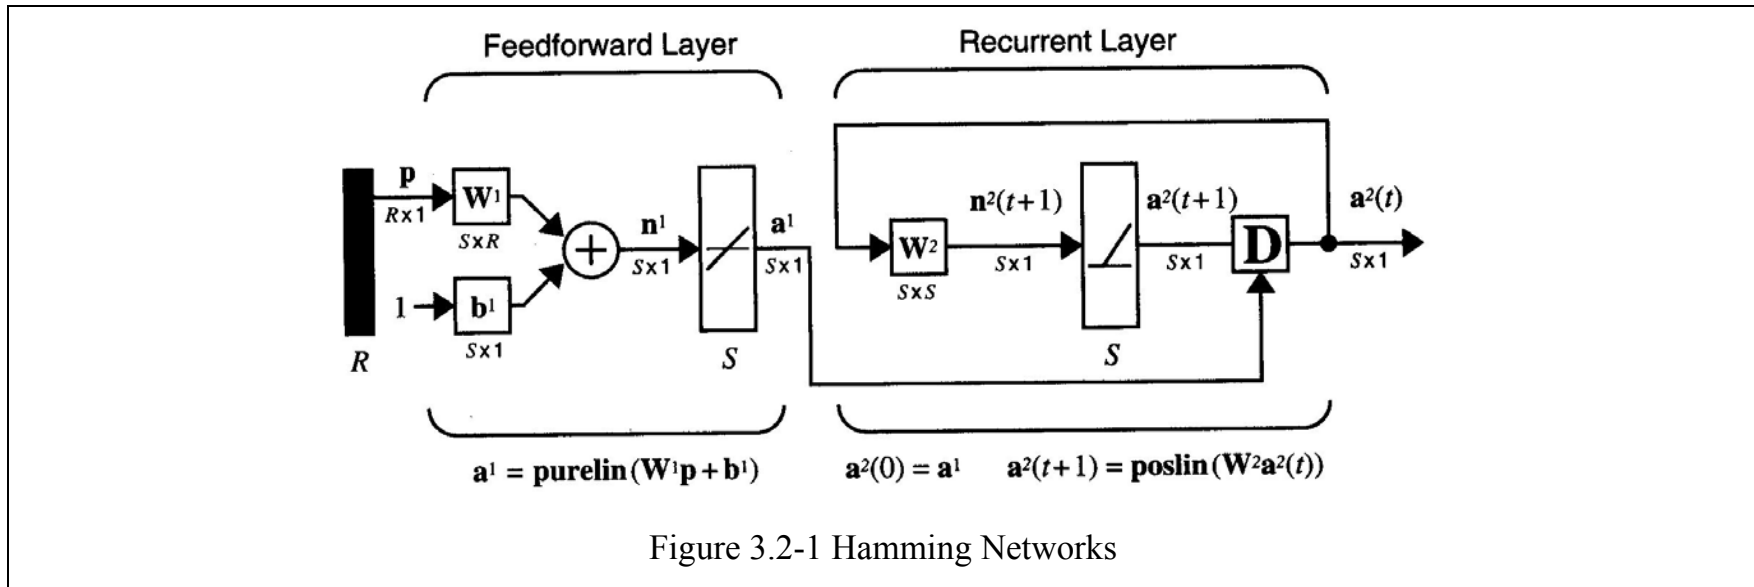 Feedforward Layer
Recurrent Layer
p
R x 1
W¹
S x R
1
b¹
S x 1
R
n¹
S x 1
S
a¹
S x 1
W²
S x S
n²(t+1)
S x 1
S
a²(t+1)
S x 1
D
a²(t)
S x 1
a¹ = purelin(W¹p + b¹)
a²(0) = a¹ a²(t+1) = poslin(W²a²(t))
Figure 3.2-1 Hamming Networks